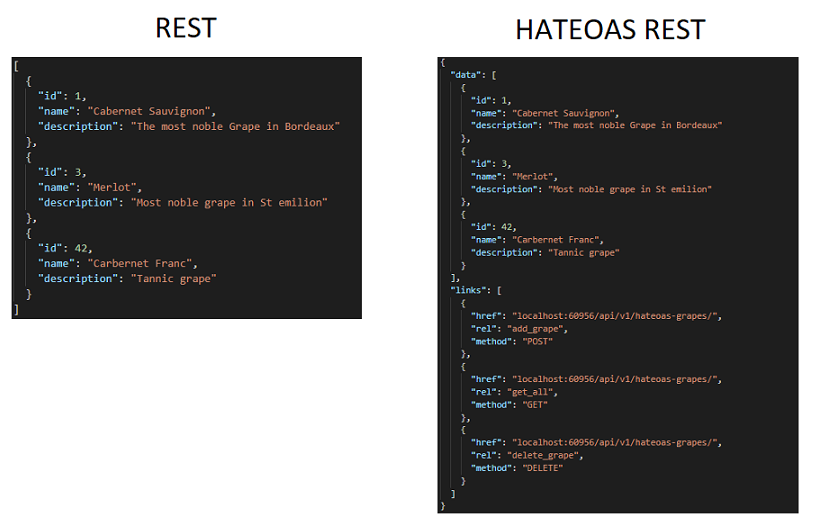 REST
[
{
"id": 1,
"name": "Cabernet Sauvignon",
"description": "The most noble Grape in Bordeaux"
},
{
"id": 3,
"name": "Merlot",
"description": "Most noble grape in St emilion"
},
{
"id": 42,
"name": "Carbernet Franc",
"description": "Tannic grape"
}
]
HATEOAS REST
{
"data": [
{
"id": 1,
"name": "Cabernet Sauvignon",
"description": "The most noble Grape in Bordeaux"
},
{
"id": 3,
"name": "Merlot",
"description": "Most noble grape in St emilion"
},
{
"id": 42,
"name": "Carbernet Franc",
"description": "Tannic grape"
}
],
"links": [
{
"href": "localhost:60956/api/v1/hateoas-grapes/",
"rel": "add_grape",
"method": "POST"
},
{
"href": "localhost:60956/api/v1/hateoas-grapes/",
"rel": "get_all",
"method": "GET"
},
{
"href": "localhost:60956/api/v1/hateoas-grapes/",
"rel": "delete_grape",
"method": "DELETE"
}
]
}